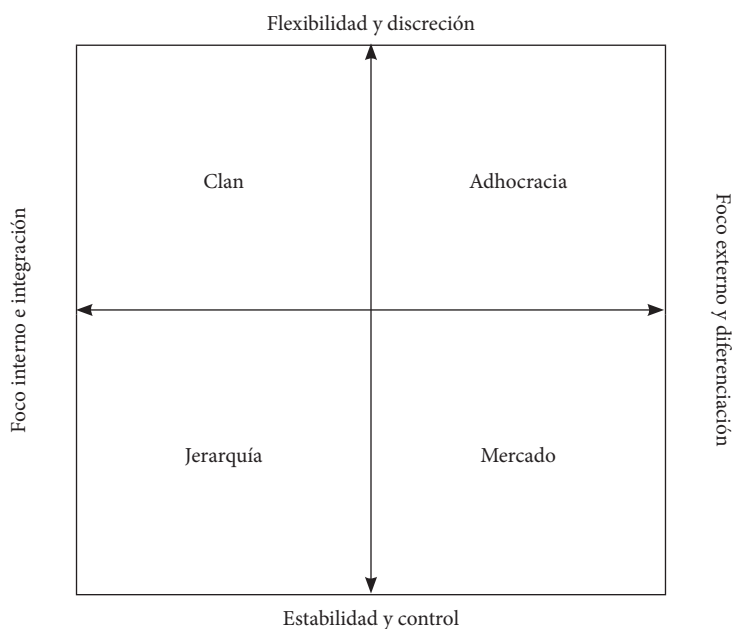 Flexibilidad y discreción
Clan
Adhocracia
Foco interno e integración
Foco externo y diferenciación
Jerarquía
Mercado
Estabilidad y control